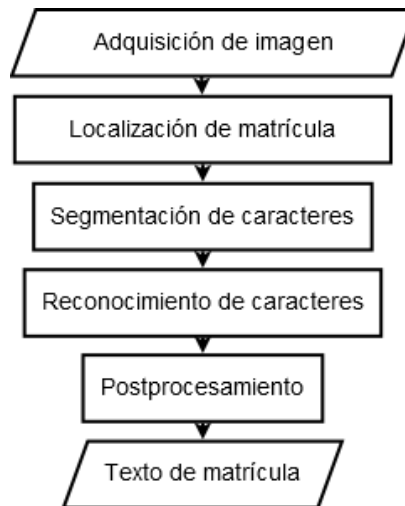 Adquisición de imagen
Localización de matrícula
Segmentación de caracteres
Reconocimiento de caracteres
Postprocesamiento
Texto de matrícula